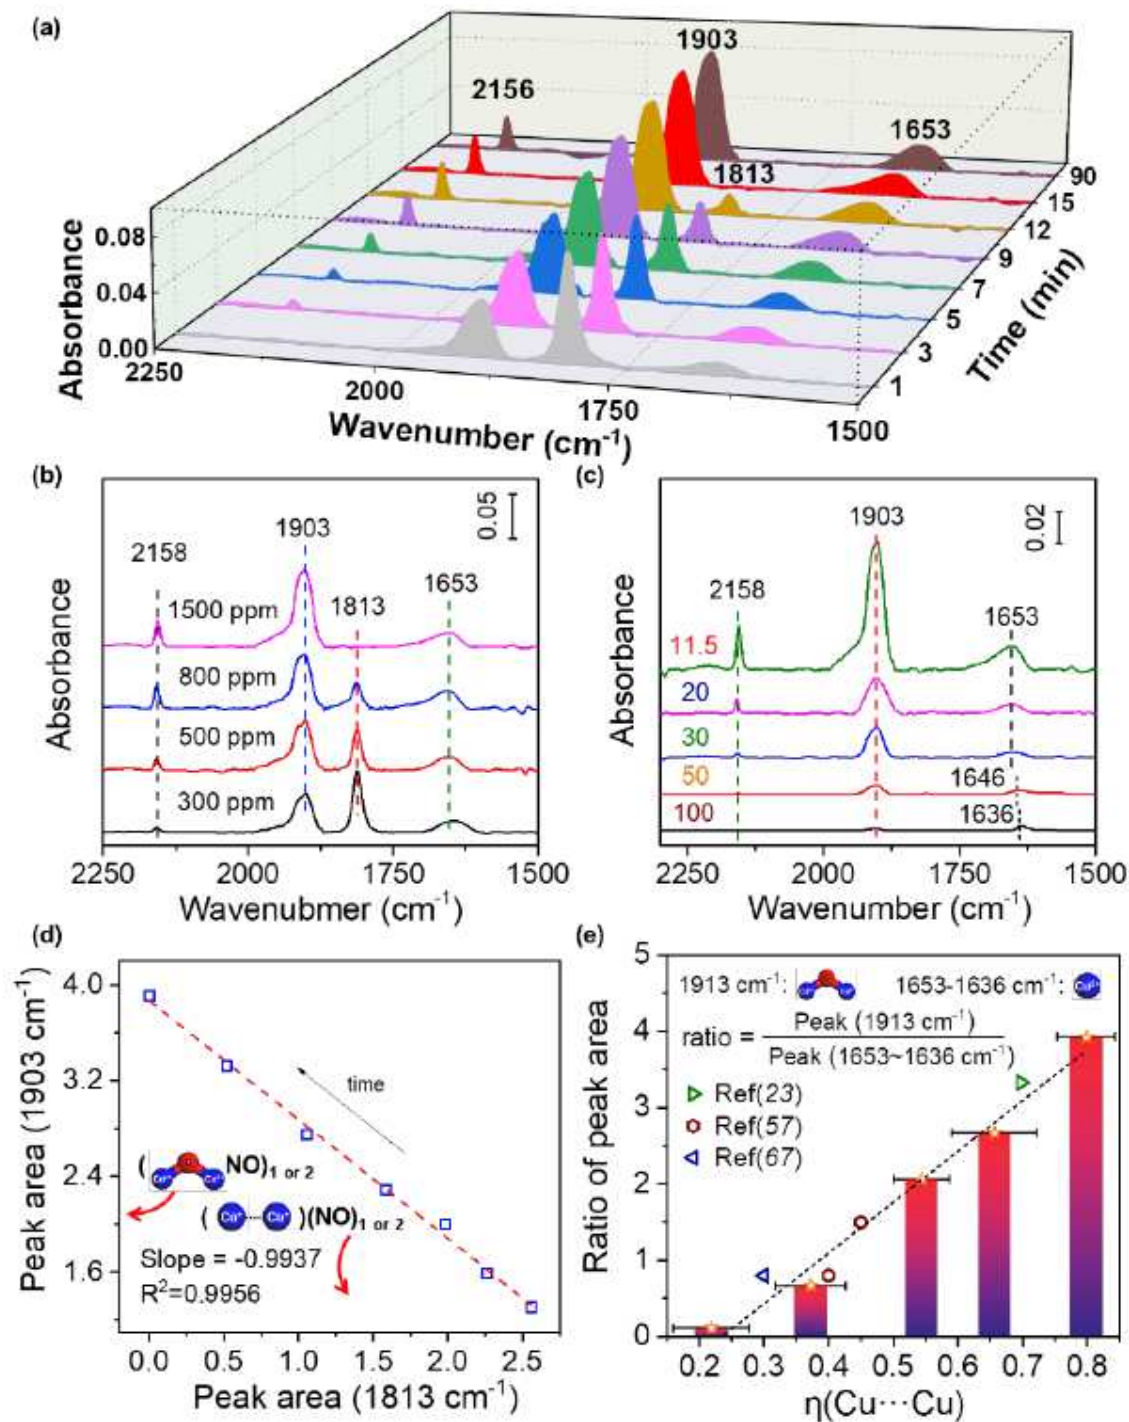 (a)
1903
2156
1653
1813
90
15
12
9
7
5
3
1
Time (min)
0.08
0.04
0.00
Absorbance
2250
2000
1750
1500
Wavenumber (cm⁻¹)
(b)
0.05
1903
2158
1813
1653
1500 ppm
800 ppm
500 ppm
300 ppm
Absorbance
2250
2000
1750
1500
Wavenubmer (cm⁻¹)
(c)
0.02
1903
2158
1653
11.5
20
30
50
1646
100
1636
Absorbance
2250
2000
1750
1500
Wavenumber (cm⁻¹)
(d)
4.0
3.2
2.4
1.6
Peak area (1903 cm⁻¹)
time
( NO)1 or 2
( Cu⁺ Cu⁺ )(NO)1 or 2
Slope = -0.9937
R²=0.9956
0.0
0.5
1.0
1.5
2.0
2.5
Peak area (1813 cm⁻¹)
(e)
5
4
3
2
1
0
Ratio of peak area
1913 cm⁻¹:
1653-1636 cm⁻¹:
ratio = Peak (1913 cm⁻¹)
Peak (1653~1636 cm⁻¹)
Ref(23)
Ref(57)
Ref(67)
0.2
0.3
0.4
0.5
0.6
0.7
0.8
η(Cu⋯Cu)